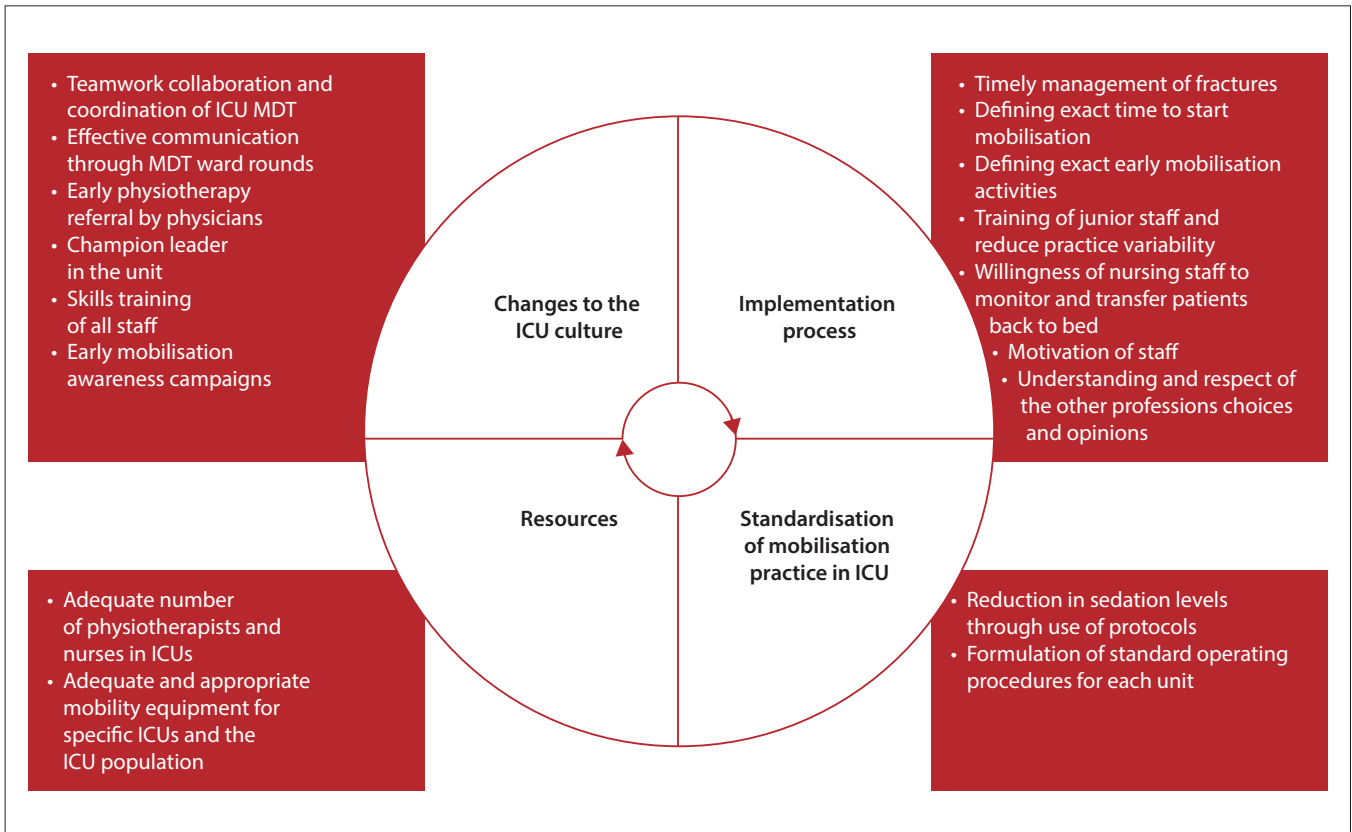 • Teamwork collaboration and
coordination of ICU MDT
• Effective communication
through MDT ward rounds
• Early physiotherapy
referral by physicians
• Champion leader
in the unit
• Skills training
of all staff
• Early mobilisation
awareness campaigns
• Timely management of fractures
• Defining exact time to start
mobilisation
• Defining exact early mobilisation
activities
• Training of junior staff and
reduce practice variability
• Willingness of nursing staff to
monitor and transfer patients
back to bed
• Motivation of staff
• Understanding and respect of
the other professions choices
and opinions
Changes to the
ICU culture
Implementation
process
Resources
Standardisation
of mobilisation
practice in ICU
• Adequate number
of physiotherapists and
nurses in ICUs
• Adequate and appropriate
mobility equipment for
specific ICUs and the
ICU population
• Reduction in sedation levels
through use of protocols
• Formulation of standard operating
procedures for each unit